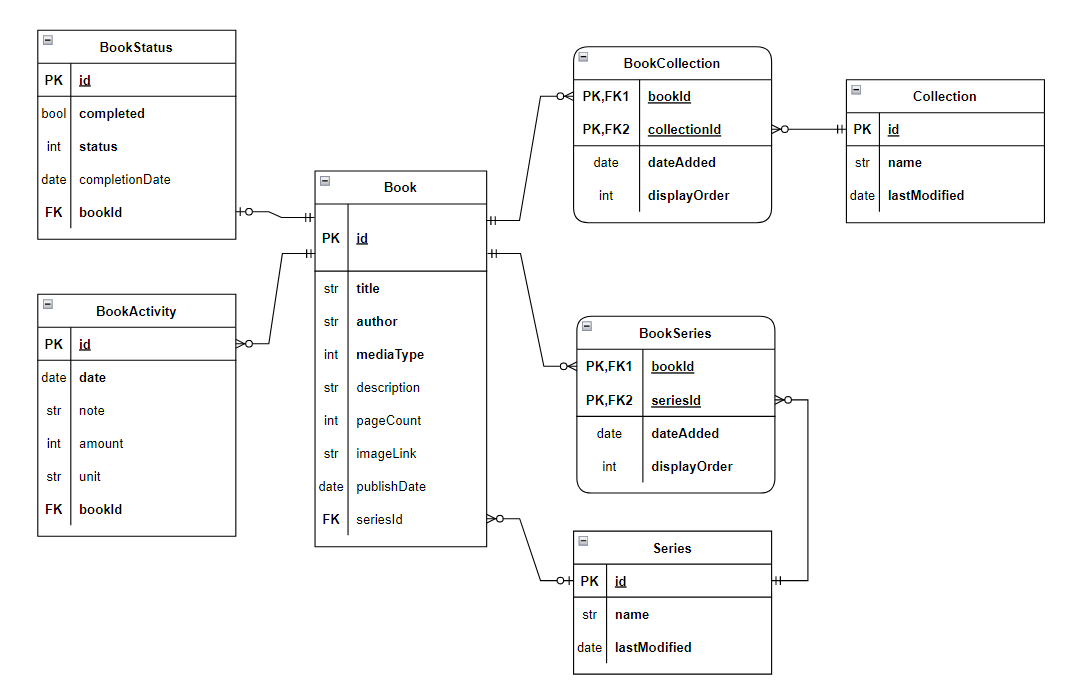 BookStatus
PK id
bool completed
int status
date completionDate
FK bookId
BookActivity
PK id
date date
str note
int amount
str unit
FK bookId
Book
PK id
str title
str author
int mediaType
str description
int pageCount
str imageLink
date publishDate
FK seriesId
BookCollection
PK,FK1 bookId
PK,FK2 collectionId
date dateAdded
int displayOrder
Collection
PK id
str name
date lastModified
BookSeries
PK,FK1 bookId
PK,FK2 seriesId
date dateAdded
int displayOrder
Series
PK id
str name
date lastModified